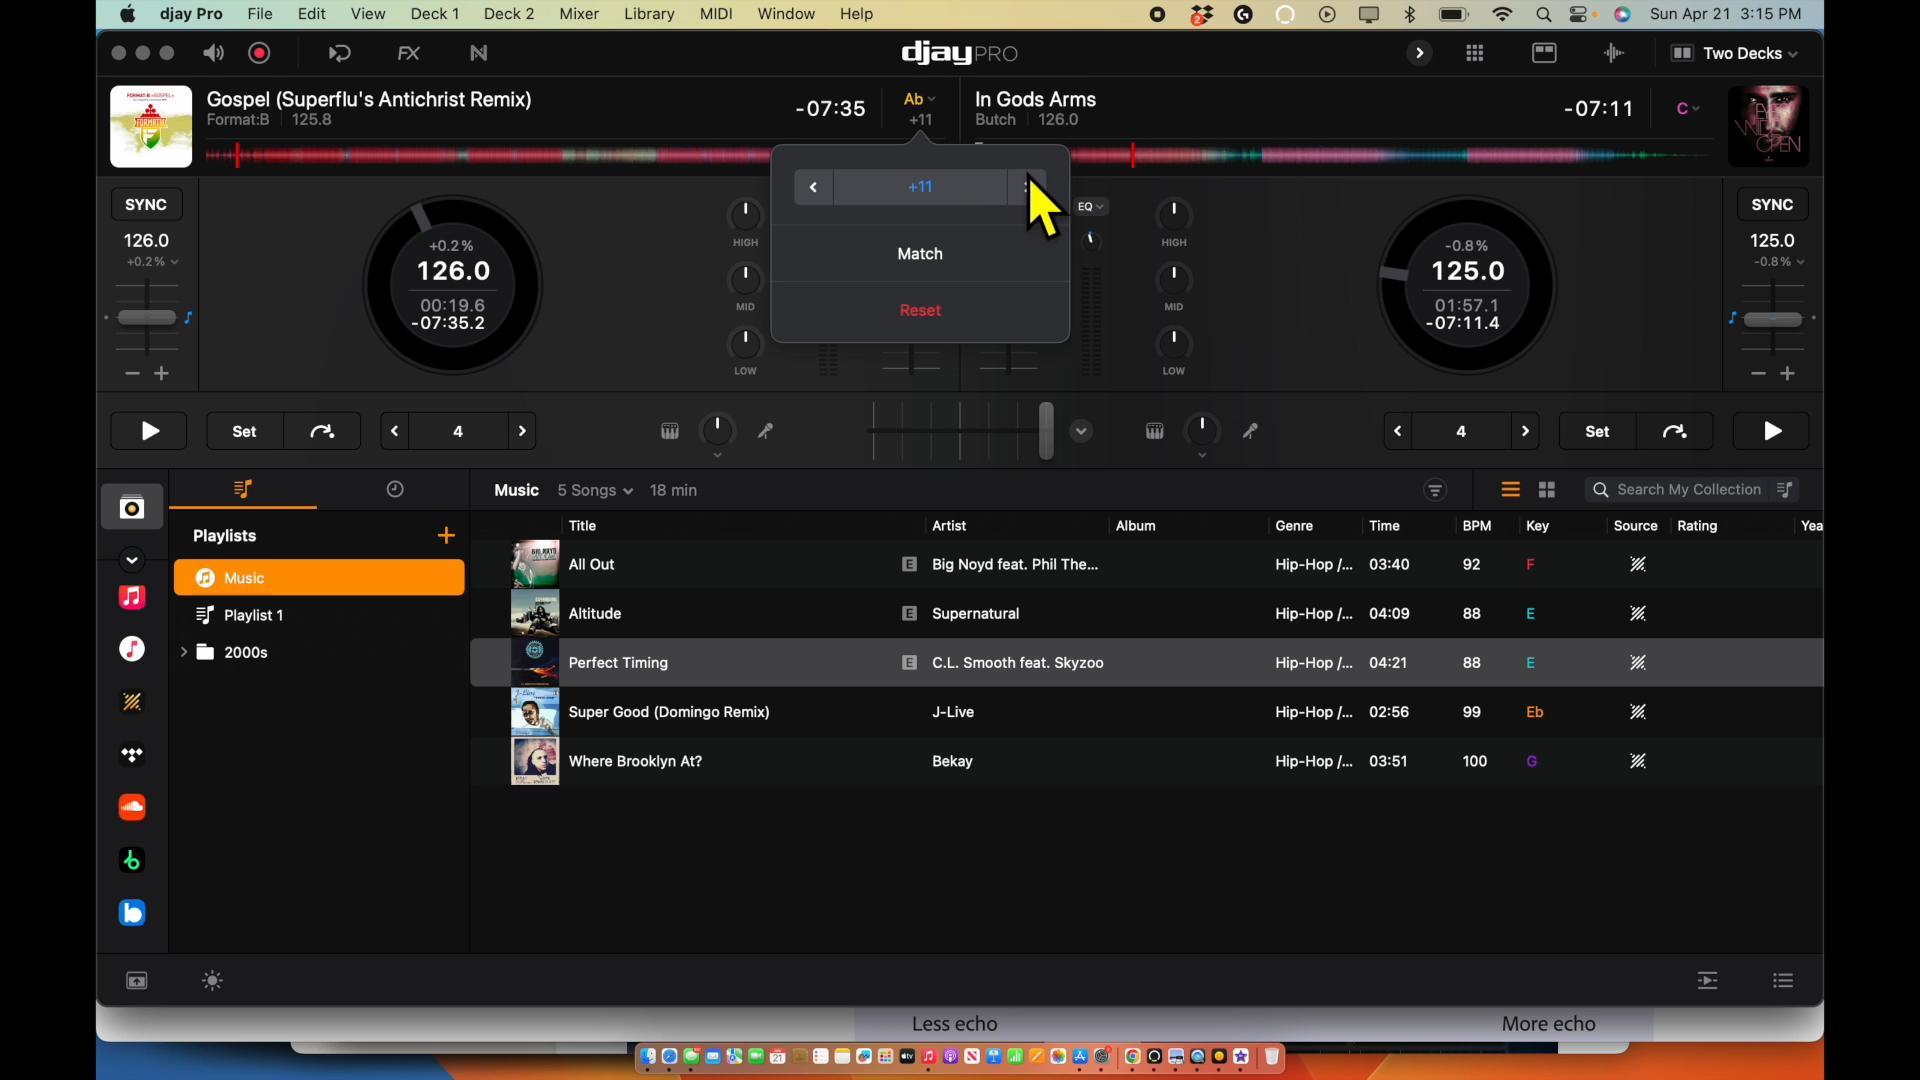 djay Pro File Edit View Deck 1 Deck 2 Mixer Library MIDI Window Help 2 Sun Apr 21 3:15 PM
FX djay PRO Two Decks
Gospel (Superflu's Antichrist Remix) -07:35 Ab In Gods Arms -07:11 C
Format:B 125.8 +11 Butch 126.0
+11
SYNC EQ SYNC
126.0 +0.2% HIGH Match HIGH -0.8% 125.0
+0.2% 126.0 125.0 -0.8%
00:19.6 MID Reset MID 01:57.1
-07:35.2 -07:11.4
LOW LOW
Set 4 4 Set
Music 5 Songs 18 min Search My Collection
Playlists Title Artist Album Genre Time BPM Key Source Rating Yea
Music All Out E Big Noyd feat. Phil The... Hip-Hop /... 03:40 92 F
Playlist 1 Altitude E Supernatural Hip-Hop /... 04:09 88 E
2000s Perfect Timing E C.L. Smooth feat. Skyzoo Hip-Hop /... 04:21 88 E
Super Good (Domingo Remix) J-Live Hip-Hop /... 02:56 99 Eb
Where Brooklyn At? Bekay Hip-Hop /... 03:51 100 G
Less echo More echo